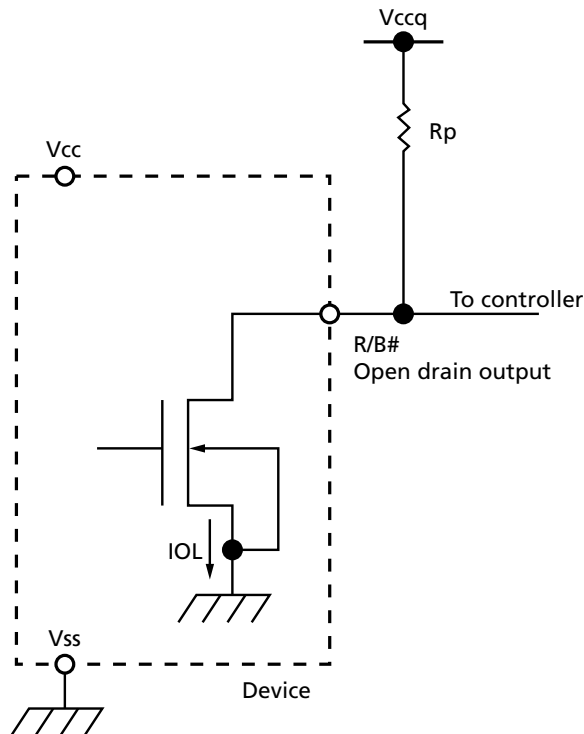 Vccq
Rp
Vcc
To controller
R/B#
Open drain output
IOL
Vss
Device